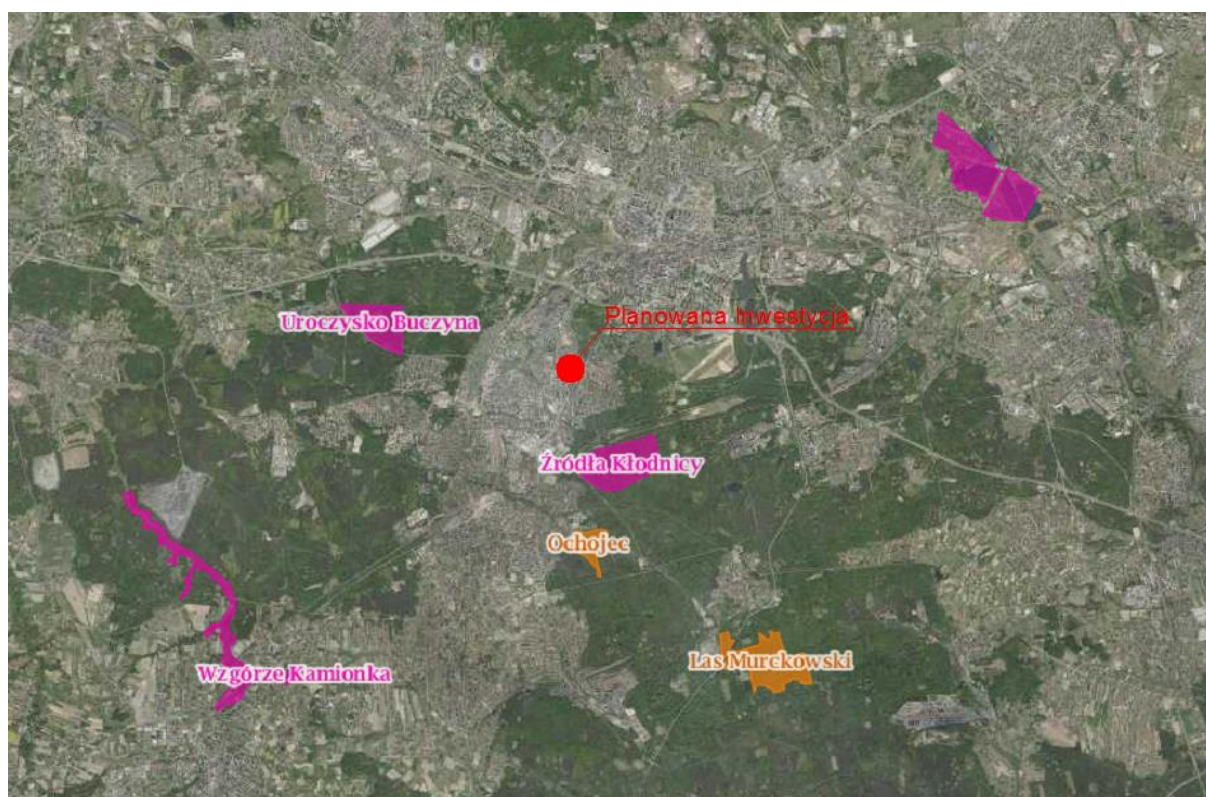 Planowana Inwestycja
Uroczysko Buczyna
Źródła Kłodnicy
Ochojec
Las Murckowski
Wzgórze Kamionka